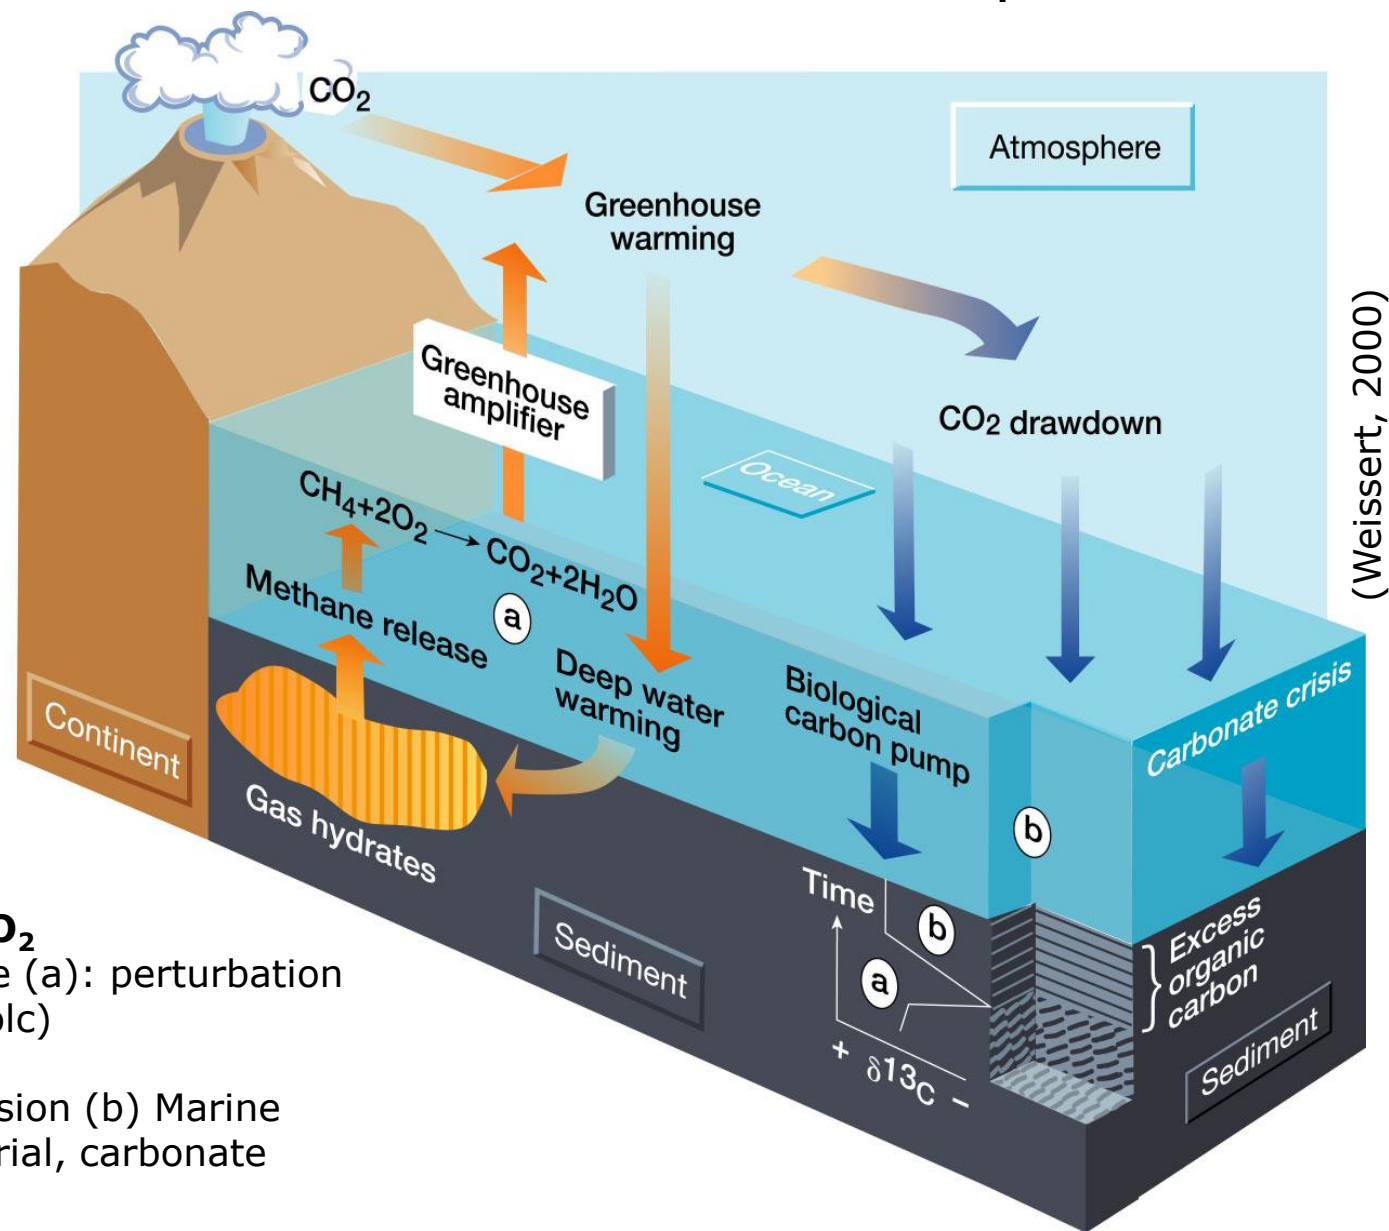 CO₂
Atmosphere
Greenhouse
warming
(Weissert, 2000)
Greenhouse
amplifier
CO₂ drawdown
Ocean
CH₄+2O₂ → CO₂+2H₂O
a
Methane release
Deep water
warming
Biological
carbon pump
Carbonate crisis
Continent
Gas hydrates
b
Time
b
a
+ δ13C −
Excess
organic
carbon
Sediment
Sediment
O₂
e (a): perturbation
olc)
sion (b) Marine
rial, carbonate